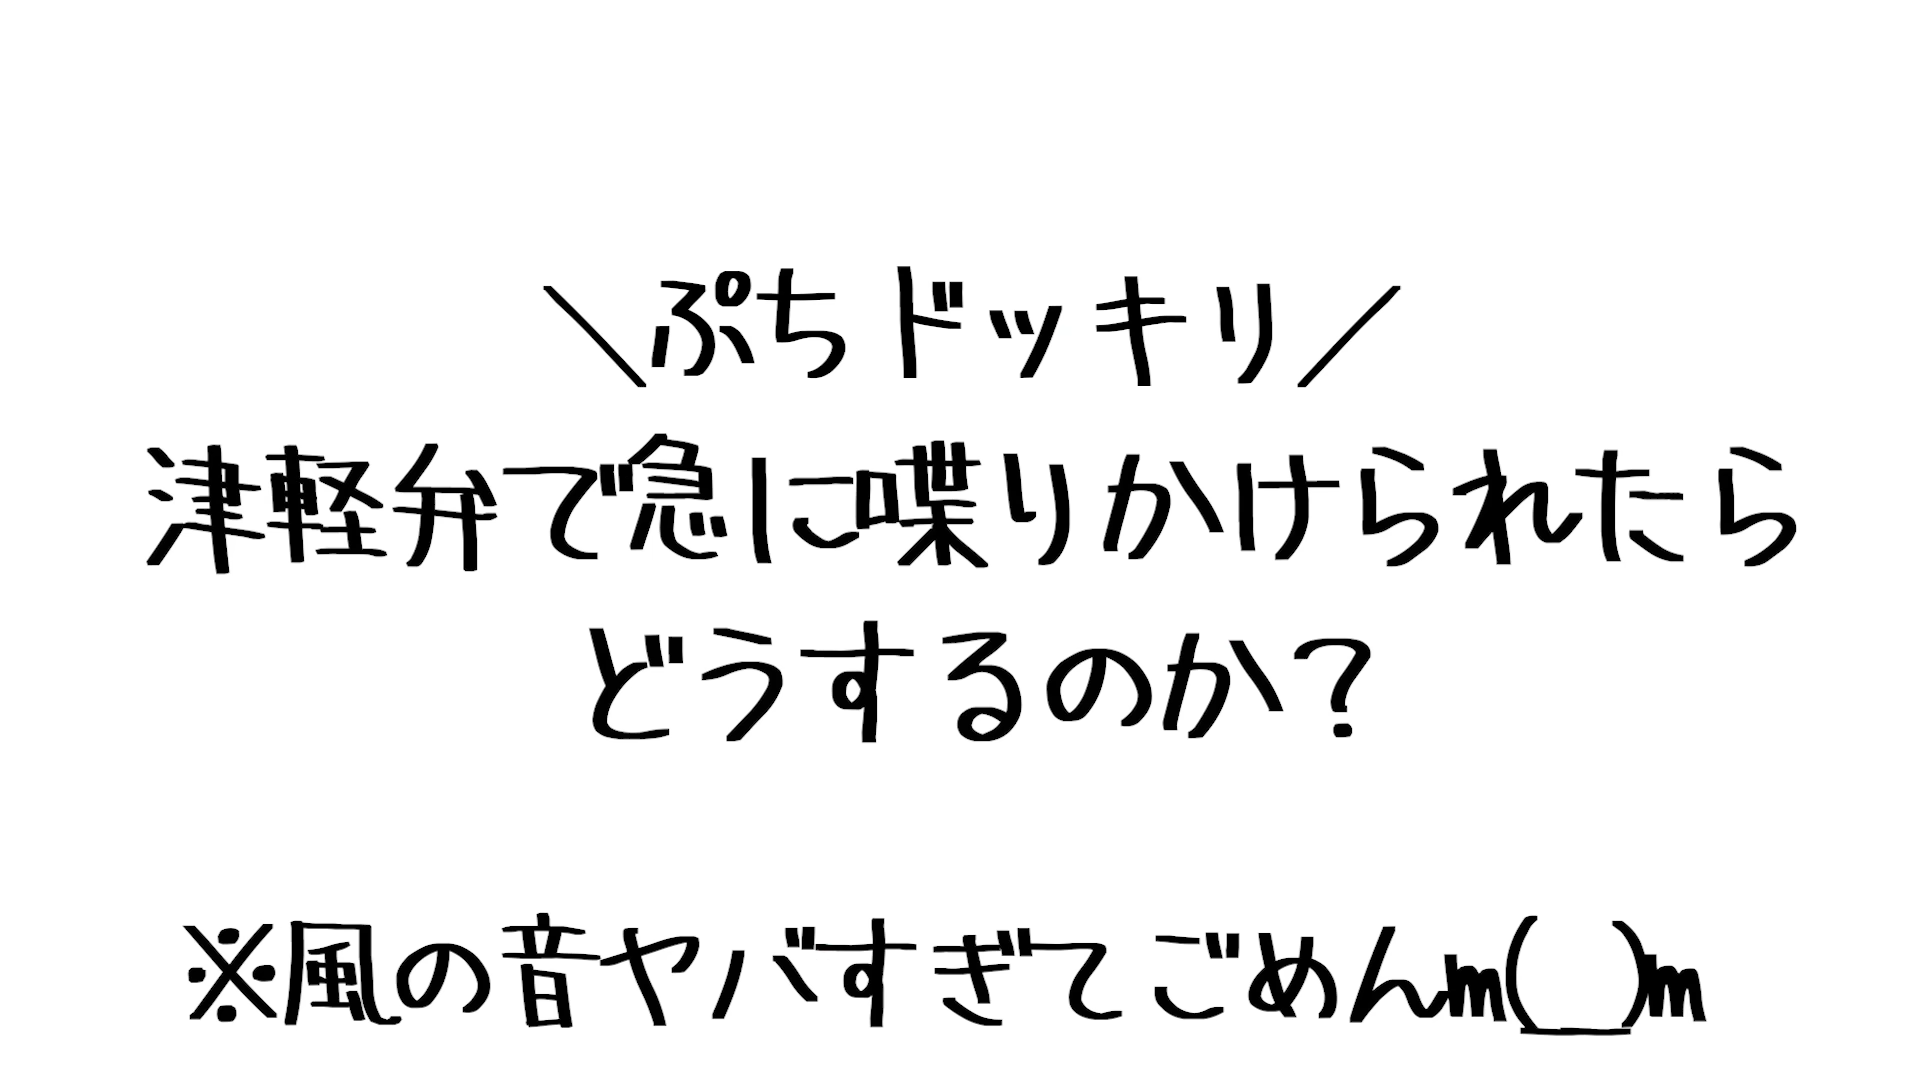 ＼ぷちドッキリ／
津軽弁で急に喋りかけられたら
どうするのか？
※風の音ヤバすぎてごめんm(__)m